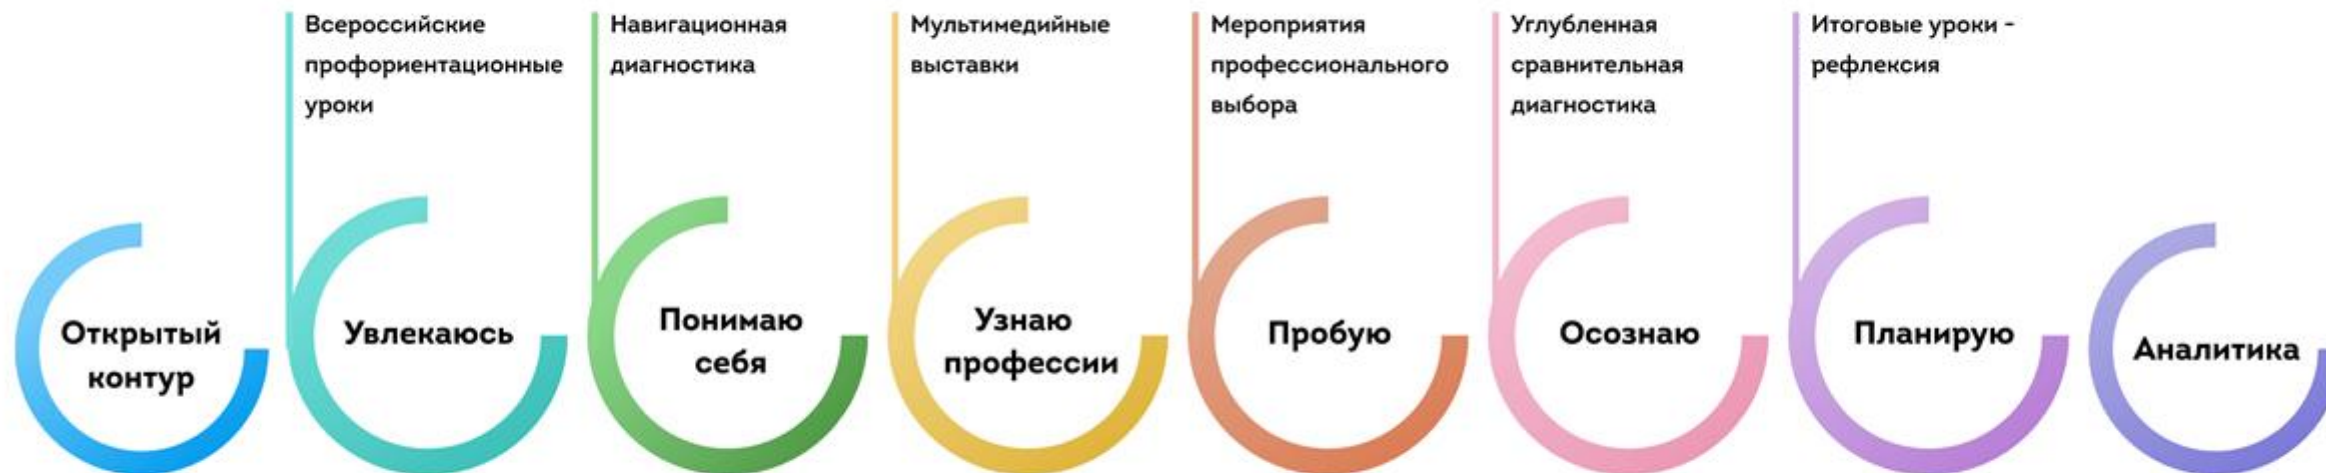 Всероссийские
профориентационные
уроки
Навигационная
диагностика
Мультимедийные
выставки
Мероприятия
профессионального
выбора
Углубленная
сравнительная
диагностика
Итоговые уроки -
рефлексия
Открытый
контур
Увлекаюсь
Понимаю
себя
Узнаю
профессии
Пробую
Осознаю
Планирую
Аналитика